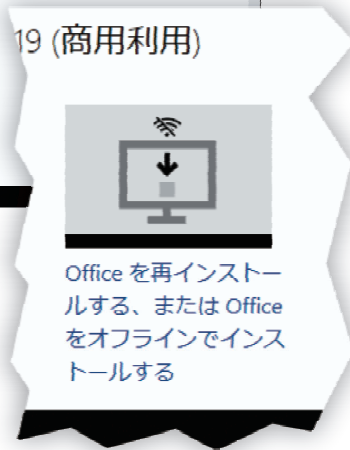 19 (商用利用)
Office を再インストー
ルする、または Office
をオフラインでインス
トールする